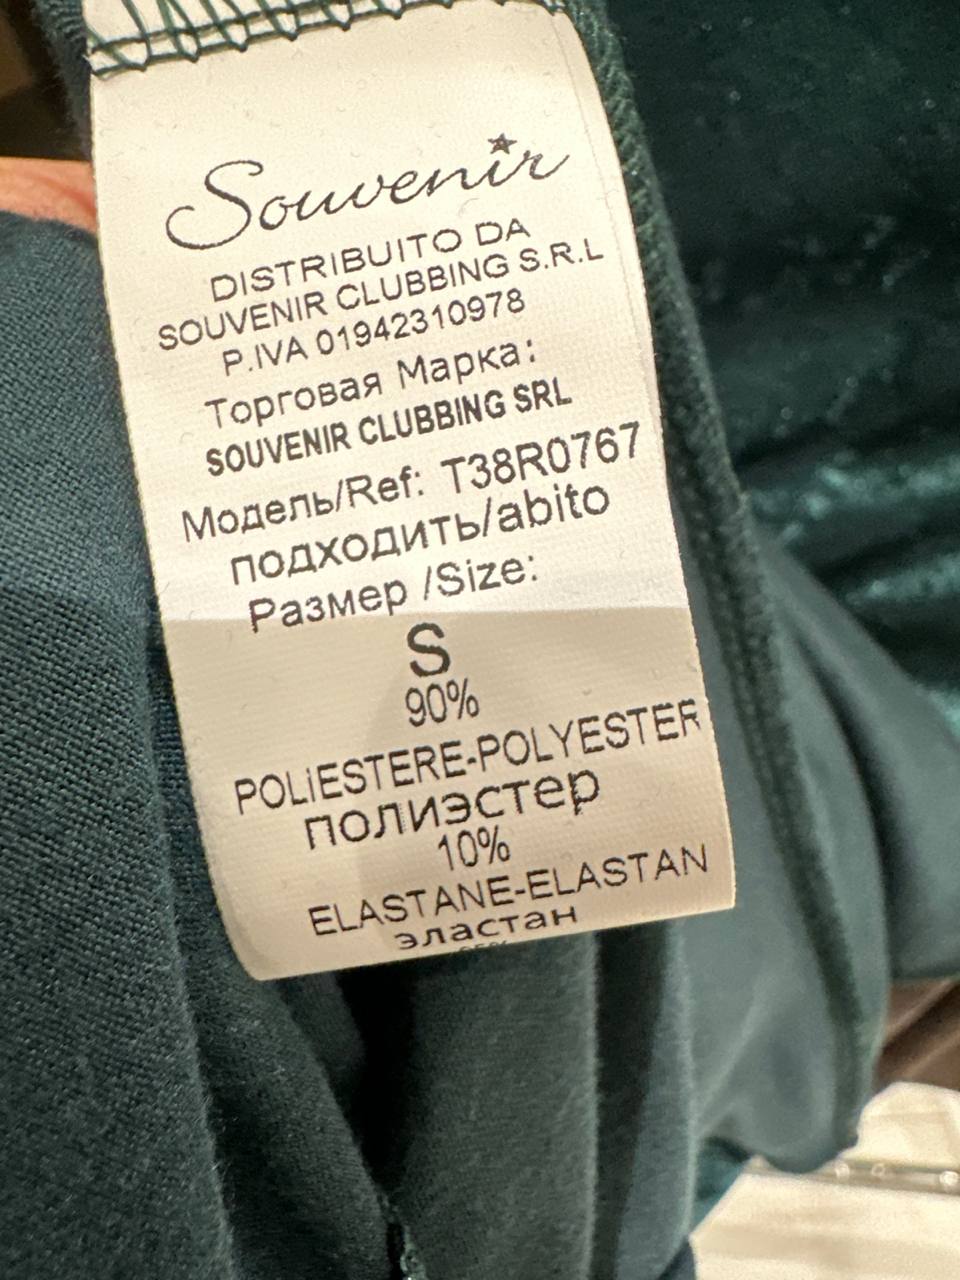 Souvenir
DISTRIBUITO DA
SOUVENIR CLUBBING S.R.L
P.IVA 01942310978
Торговая Марка:
SOUVENIR CLUBBING SRL
Модель/Ref: T38R0767
подходить/abito
Размер /Size:
S
90%
POLiESTERE-POLYESTER
полиэстер
10%
ELASTANE-ELASTAN
эластан